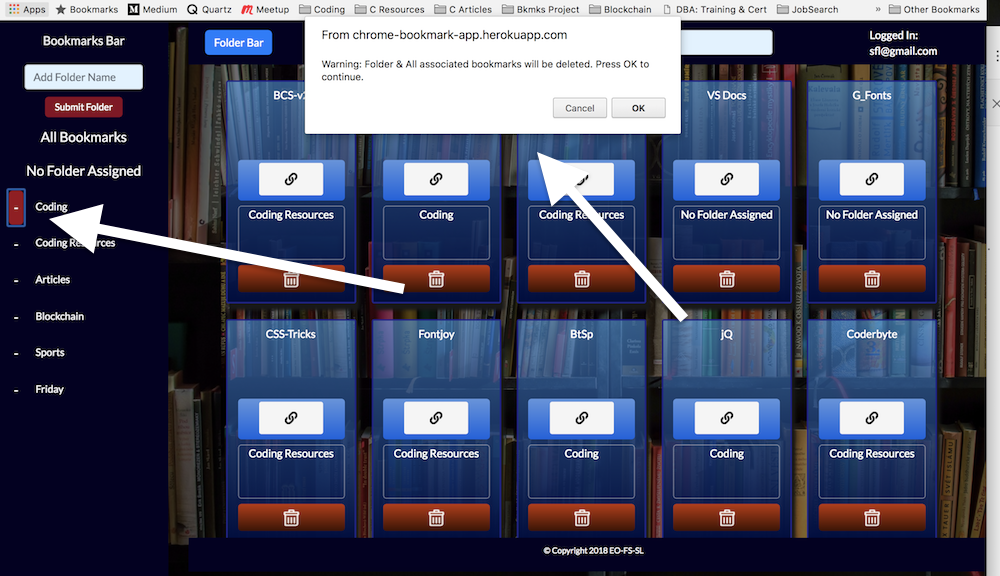 Apps Bookmarks Medium Quartz Meetup Coding C Resources C Articles Bkmks Project Blockchain DBA: Training & Cert JobSearch » Other Bookmarks
Bookmarks Bar
Add Folder Name
Submit Folder
All Bookmarks
No Folder Assigned
- Coding
- Coding Resources
- Articles
- Blockchain
- Sports
- Friday
Folder Bar
Logged In:
sfl@gmail.com
From chrome-bookmark-app.herokuapp.com
Warning: Folder & All associated bookmarks will be deleted. Press OK to
continue.
Cancel OK
VS Docs G_Fonts
Coding Resources Coding Coding Resources No Folder Assigned No Folder Assigned
CSS-Tricks Fontjoy BtSp jQ Coderbyte
Coding Resources Coding Resources Coding Coding Coding Resources
© Copyright 2018 EO-FS-SL